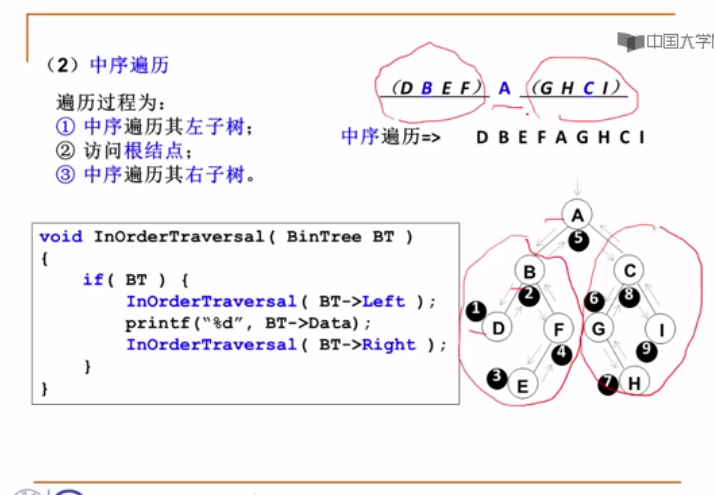 中国大学
（2）中序遍历
(D B E F) A (G H C I)
遍历过程为：
① 中序遍历其左子树；
② 访问根结点；
③ 中序遍历其右子树。
中序遍历=> D B E F A G H C I
void InOrderTraversal( BinTree BT )
{
if( BT ) {
InOrderTraversal( BT->Left );
printf(“%d”, BT->Data);
InOrderTraversal( BT->Right );
}
}
A
5
B
C
2
6
8
1
D
F
G
I
4
9
3
E
7
H